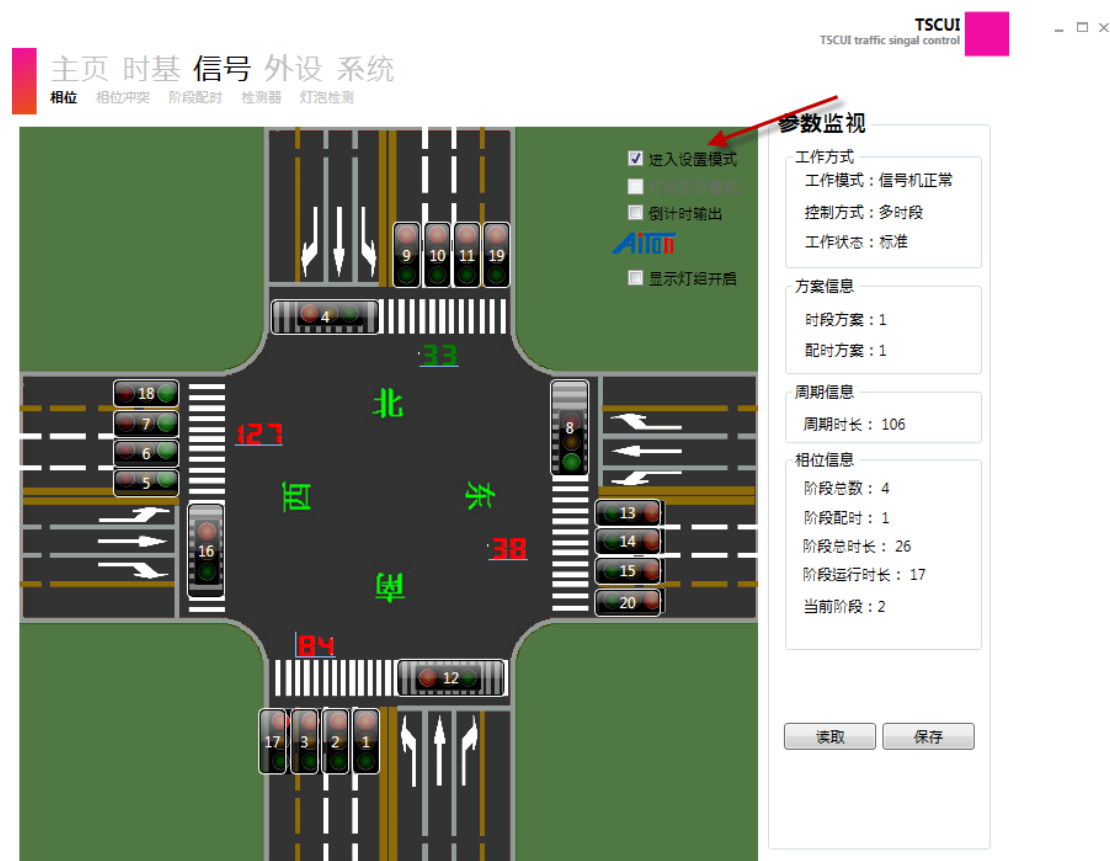 TSCUI
TSCUI traffic singal control
主页 时基 信号 外设 系统
相位 相位冲突 阶段配时 检测器 灯泡检测
进入设置模式
倒计时输出
AiTon
显示灯组开启
9 10 11 19
4
33
北
18
7
6
5
127
8
西
东
16
38
13
14
15
20
南
84
12
17 3 2 1
参数监视
工作方式
工作模式：信号机正常
控制方式：多时段
工作状态：标准
方案信息
时段方案：1
配时方案：1
周期信息
周期时长：106
相位信息
阶段总数：4
阶段配时：1
阶段总时长：26
阶段运行时长：17
当前阶段：2
读取 保存